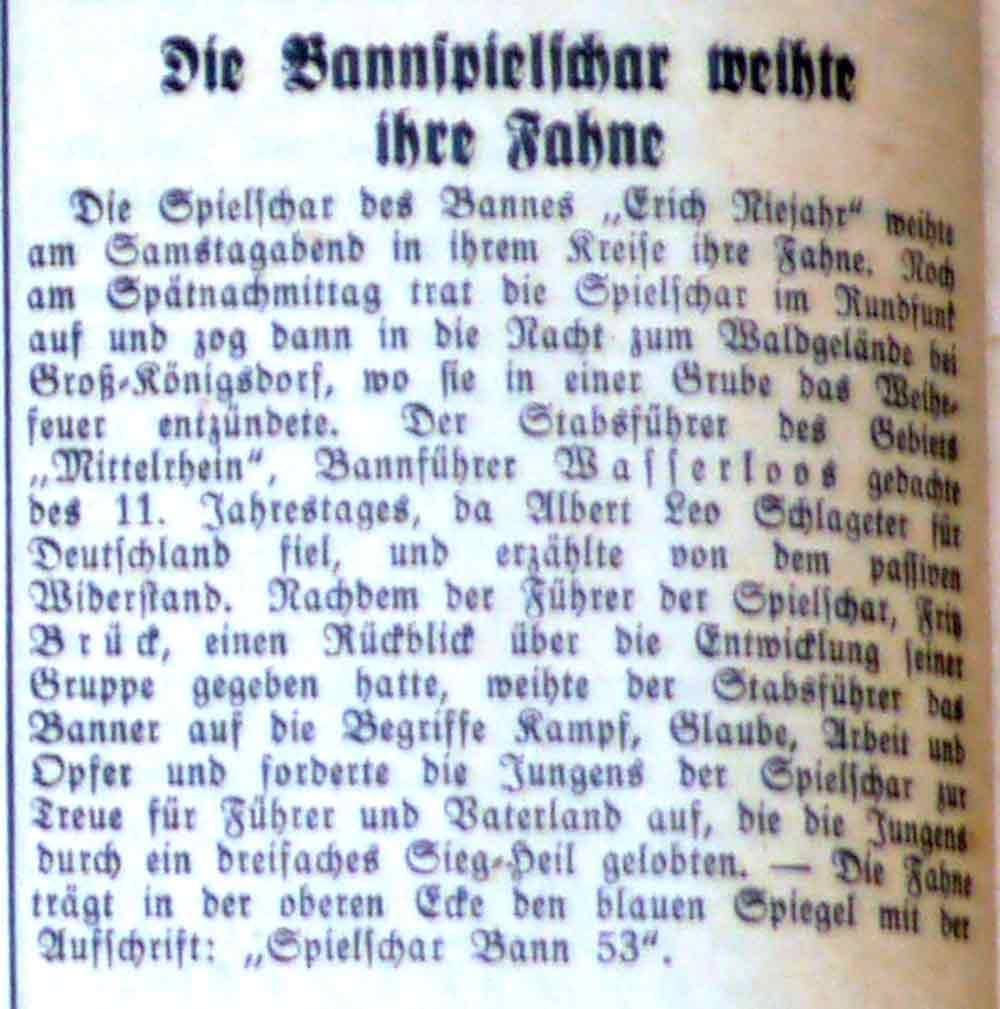 Die Bannspielschar weihte
ihre Fahne
Die Spielschar des Bannes „Erich Niejahr“ weihte
am Samstagabend in ihrem Kreise ihre Fahne. Noch
am Spätnachmittag trat die Spielschar im Rundfunk
auf und zog dann in die Nacht zum Waldgelände bei
Groß-Königsdorf, wo sie in einer Grube das Weihe-
feuer entzündete. Der Stabsführer des Gebiets
„Mittelrhein“, Bannführer Wasserloos gedachte
des 11. Jahrestages, da Albert Leo Schlageter für
Deutschland fiel, und erzählte von dem passiven
Widerstand. Nachdem der Führer der Spielschar, Fritz
Brück, einen Rückblick über die Entwicklung seiner
Gruppe gegeben hatte, weihte der Stabsführer das
Banner auf die Begriffe Kampf, Glaube, Arbeit und
Opfer und forderte die Jungens der Spielschar zur
Treue für Führer und Vaterland auf, die die Jungens
durch ein dreifaches Sieg-Heil gelobten. — Die Fahne
trägt in der oberen Ecke den blauen Spiegel mit der
Aufschrift: „Spielschar Bann 53“.